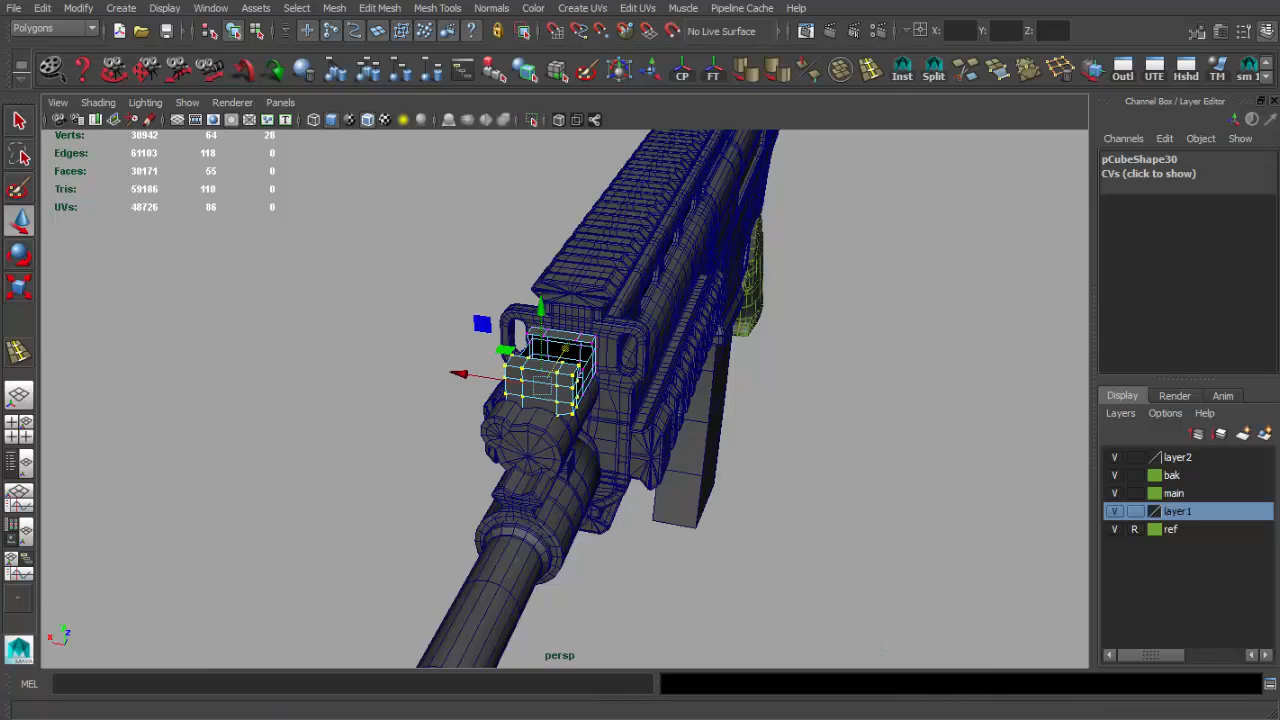 File Edit Modify Create Display Window Assets Select Mesh Edit Mesh Mesh Tools Normals Color Create UVs Edit UVs Muscle Pipeline Cache Help
Polygons No Live Surface X: Y: Z:
CP FT Inst Split Outl UTE Hshd TM sm 1
View Shading Lighting Show Renderer Panels Channel Box / Layer Editor
Channels Edit Object Show
Verts: 30942 64 28
Edges: 61103 118 0
Faces: 30171 55 0
Tris: 59186 110 0
UVs: 48726 86 0
pCubeShape30
CVs (click to show)
Display Render Anim
Layers Options Help
V layer2
V bak
V main
V layer1
V R ref
persp
MEL